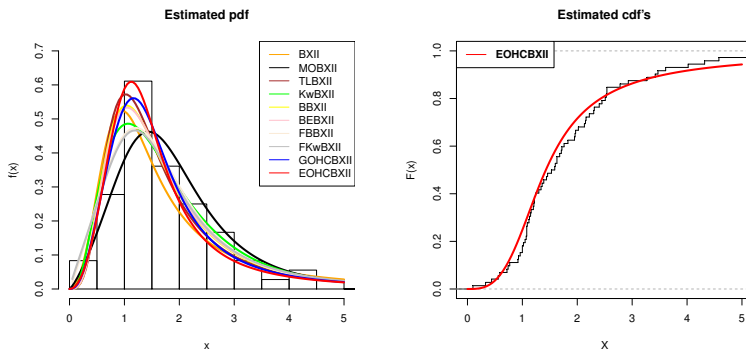 Estimated pdf
f(x)
0.7
0.6
0.5
0.4
0.3
0.2
0.1
0.0
BXII
MOBXII
TLBXII
KwBXII
BBXII
BEBXII
FBBXII
FKwBXII
GOHCBXII
EOHCBXII
0 1 2 3 4 5
x
Estimated cdf's
F(x)
1.0
0.8
0.6
0.4
0.2
0.0
EOHCBXII
0 1 2 3 4 5
X